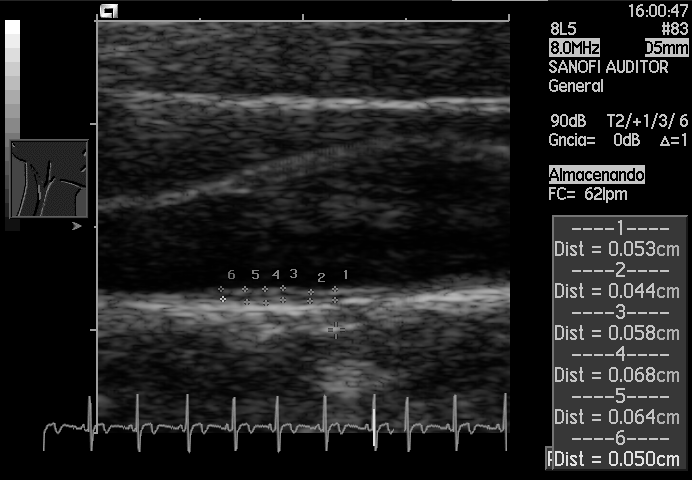 16:00:47
8L5 #83
8.0MHz D5mm
SANOFI AUDITOR
General
90dB T2/+1/3/ 6
Gncia= 0dB Δ=1
Almacenando
FC= 62lpm
----1----
Dist = 0.053cm
----2----
Dist = 0.044cm
----3----
Dist = 0.058cm
----4----
Dist = 0.068cm
----5----
Dist = 0.064cm
----6----
Dist = 0.050cm
6 5 4 3 2 1